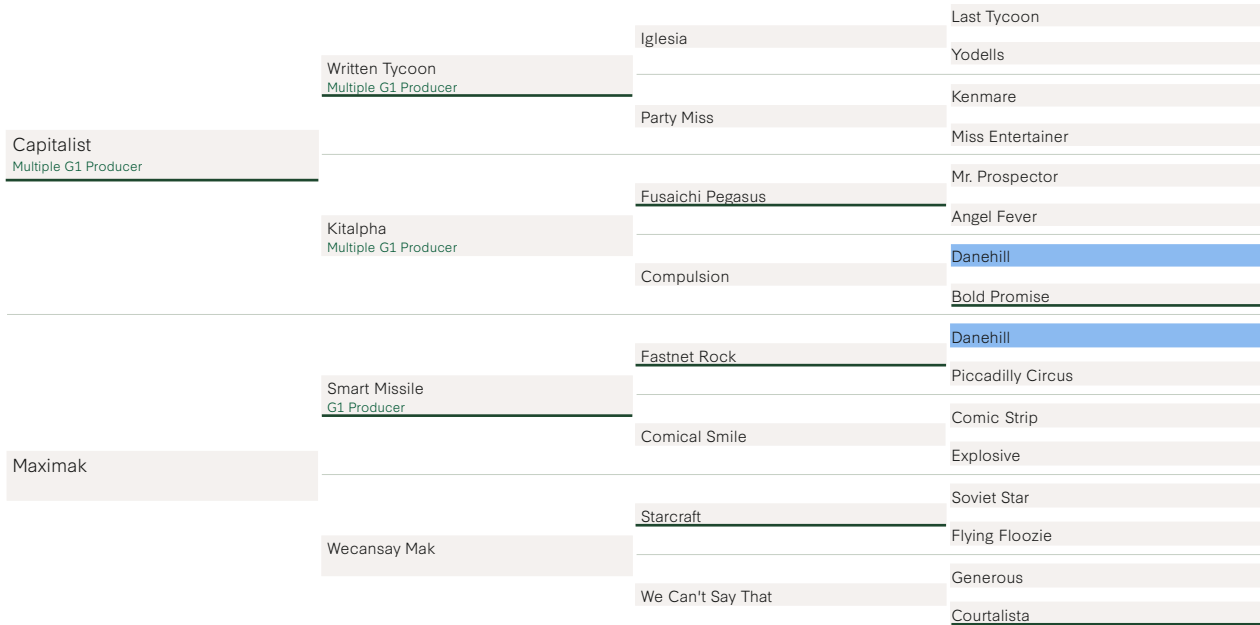 Capitalist
Multiple G1 Producer
Maximak
Written Tycoon
Multiple G1 Producer
Kitalpha
Multiple G1 Producer
Smart Missile
G1 Producer
Wecansay Mak
Iglesia
Party Miss
Fusaichi Pegasus
Compulsion
Fastnet Rock
Comical Smile
Starcraft
We Can't Say That
Last Tycoon
Yodells
Kenmare
Miss Entertainer
Mr. Prospector
Angel Fever
Danehill
Bold Promise
Danehill
Piccadilly Circus
Comic Strip
Explosive
Soviet Star
Flying Floozie
Generous
Courtalista